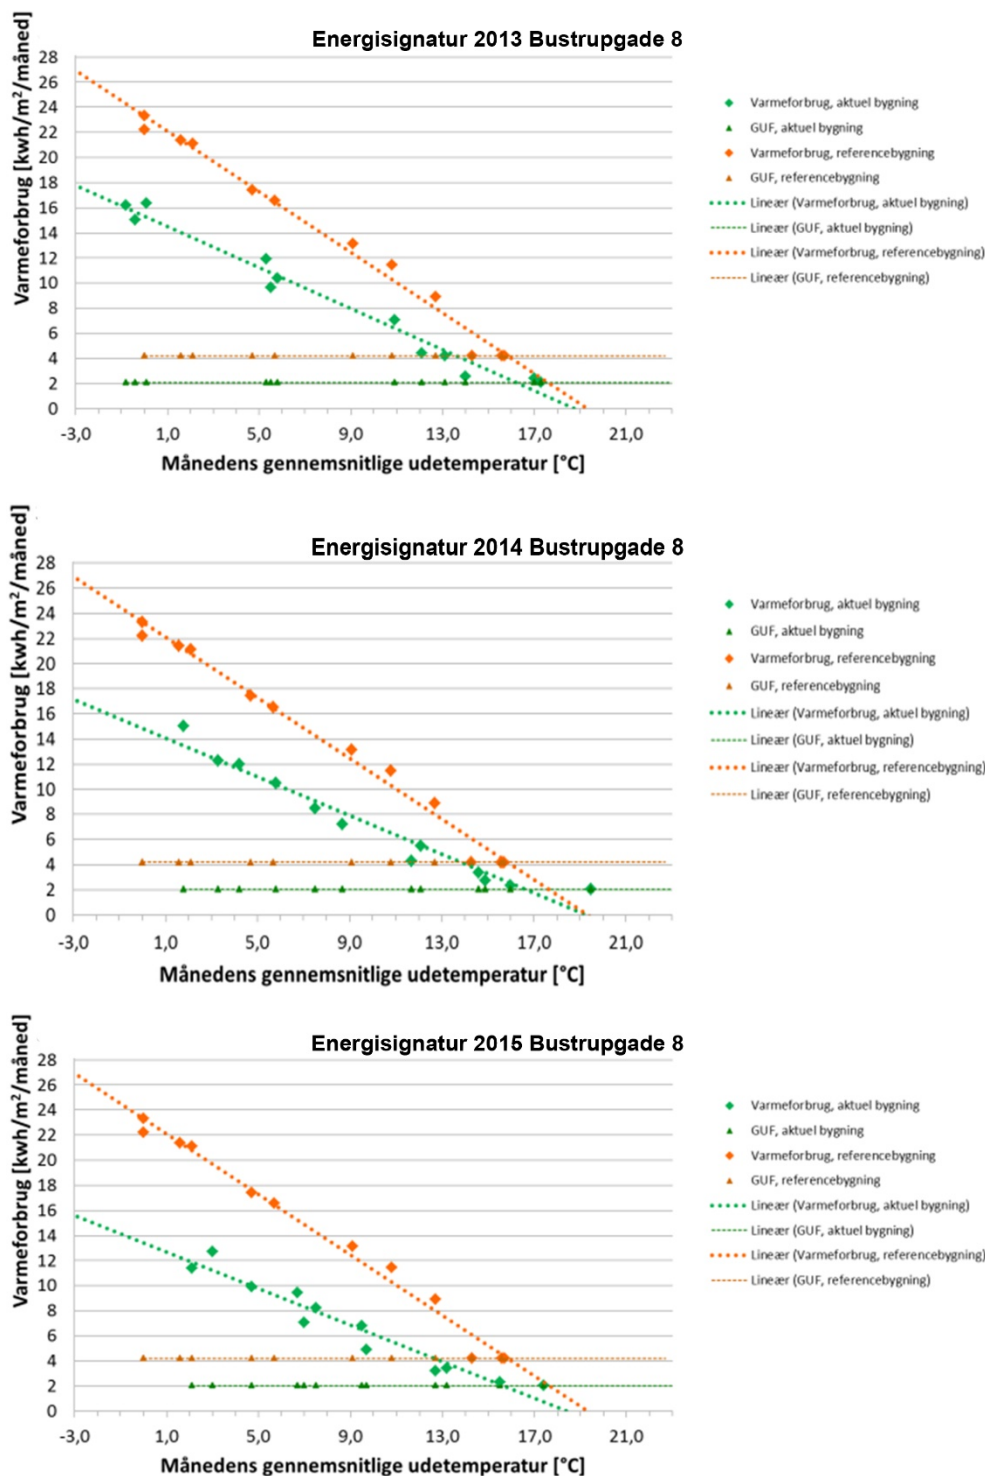 Energisignatur 2013 Bustrupgade 8
Varmeforbrug [kwh/m²/måned]
28
26
24
22
20
18
16
14
12
10
8
6
4
2
0
-3,0 1,0 5,0 9,0 13,0 17,0 21,0
Månedens gennemsnitlige udetemperatur [°C]
Varmeforbrug, aktuel bygning
GUF, aktuel bygning
Varmeforbrug, referencebygning
GUF, referencebygning
Lineær (Varmeforbrug, aktuel bygning)
Lineær (GUF, aktuel bygning)
Lineær (Varmeforbrug, referencebygning)
Lineær (GUF, referencebygning)
Energisignatur 2014 Bustrupgade 8
Varmeforbrug [kwh/m²/måned]
28
26
24
22
20
18
16
14
12
10
8
6
4
2
0
-3,0 1,0 5,0 9,0 13,0 17,0 21,0
Månedens gennemsnitlige udetemperatur [°C]
Varmeforbrug, aktuel bygning
GUF, aktuel bygning
Varmeforbrug, referencebygning
GUF, referencebygning
Lineær (Varmeforbrug, aktuel bygning)
Lineær (GUF, aktuel bygning)
Lineær (Varmeforbrug, referencebygning)
Lineær (GUF, referencebygning)
Energisignatur 2015 Bustrupgade 8
Varmeforbrug [kwh/m²/måned]
28
26
24
22
20
18
16
14
12
10
8
6
4
2
0
-3,0 1,0 5,0 9,0 13,0 17,0 21,0
Månedens gennemsnitlige udetemperatur [°C]
Varmeforbrug, aktuel bygning
GUF, aktuel bygning
Varmeforbrug, referencebygning
GUF, referencebygning
Lineær (Varmeforbrug, aktuel bygning)
Lineær (GUF, aktuel bygning)
Lineær (Varmeforbrug, referencebygning)
Lineær (GUF, referencebygning)